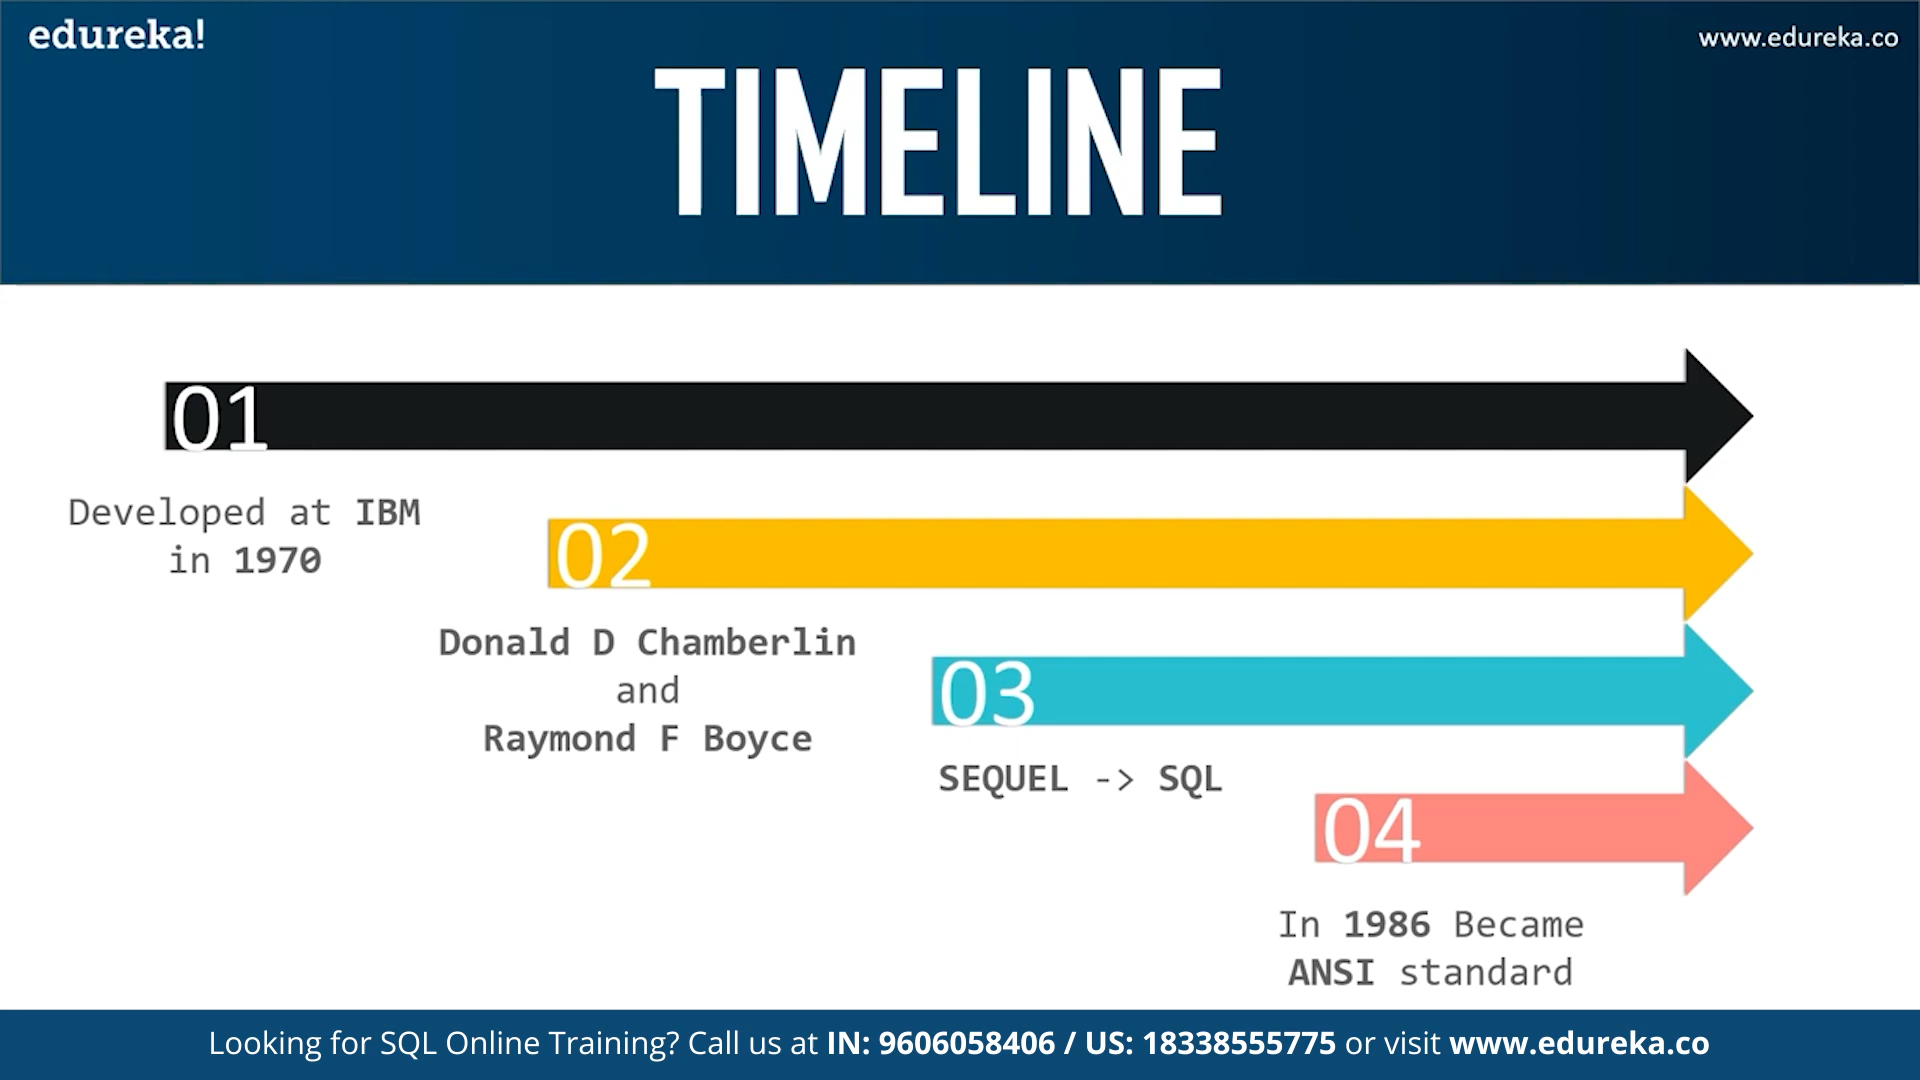 edureka!
www.edureka.co
TIMELINE
01
Developed at IBM
in 1970
02
Donald D Chamberlin
and
Raymond F Boyce
03
SEQUEL -> SQL
04
In 1986 Became
ANSI standard
Looking for SQL Online Training? Call us at IN: 9606058406 / US: 18338555775 or visit www.edureka.co